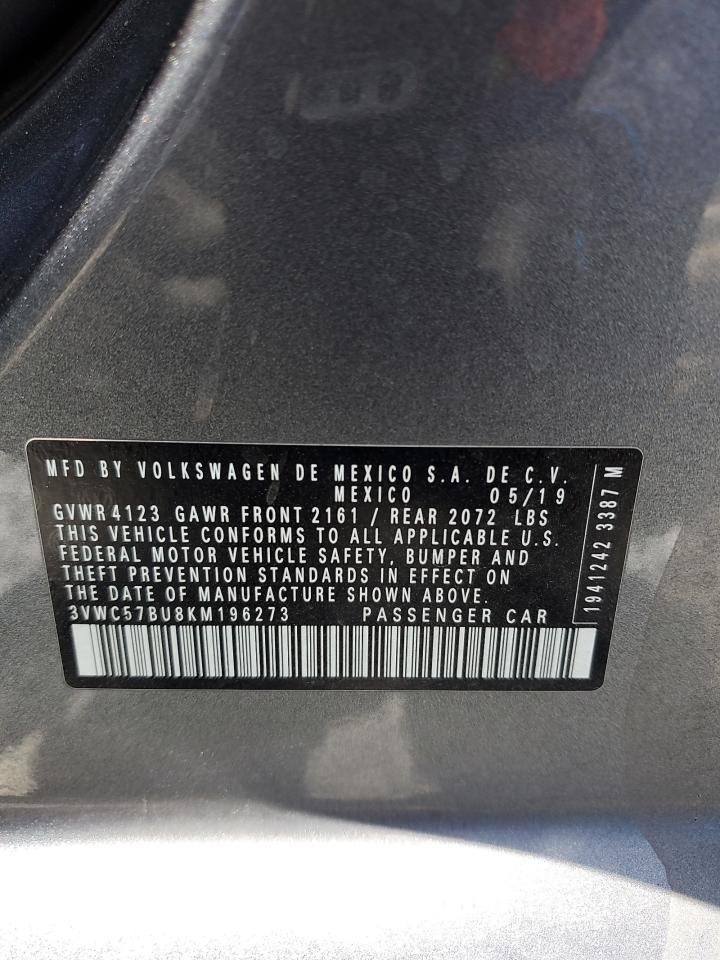 MFD BY VOLKSWAGEN DE MEXICO S.A. DE C.V.
MEXICO 05/19
GVWR 4123 GAWR FRONT 2161 / REAR 2072 LBS
THIS VEHICLE CONFORMS TO ALL APPLICABLE U.S.
FEDERAL MOTOR VEHICLE SAFETY, BUMPER AND
THEFT PREVENTION STANDARDS IN EFFECT ON
THE DATE OF MANUFACTURE SHOWN ABOVE.
3VWC57BU8KM196273 PASSENGER CAR
1941242 3387 M